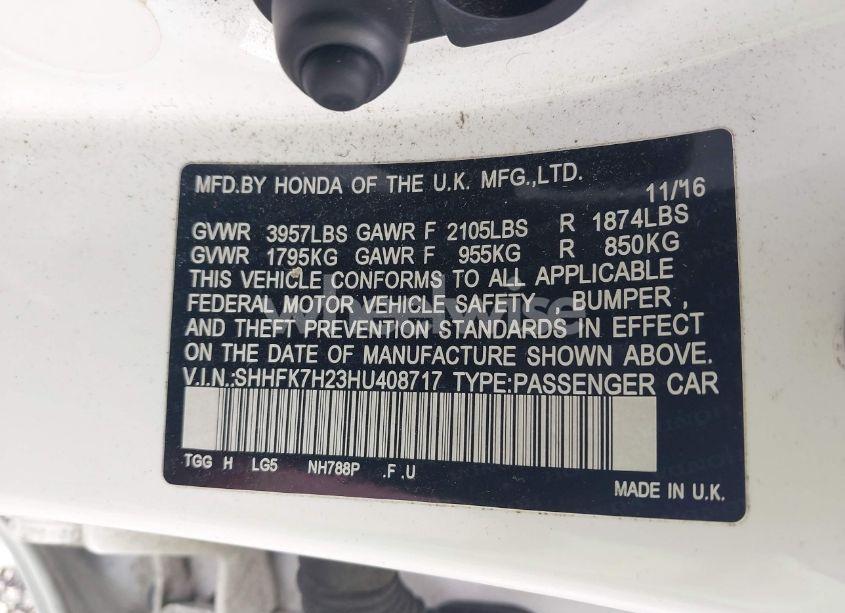 MFD.BY HONDA OF THE U.K. MFG.,LTD.
11/'16
GVWR 3957LBS GAWR F 2105LBS R 1874LBS
GVWR 1795KG GAWR F 955KG R 850KG
THIS VEHICLE CONFORMS TO ALL APPLICABLE
FEDERAL MOTOR VEHICLE SAFETY , BUMPER ,
AND THEFT PREVENTION STANDARDS IN EFFECT
ON THE DATE OF MANUFACTURE SHOWN ABOVE.
V.I.N.:SHHFK7H23HU408717 TYPE:PASSENGER CAR
TGG H LG5 NH788P .F .U
MADE IN U.K.
wheelwise